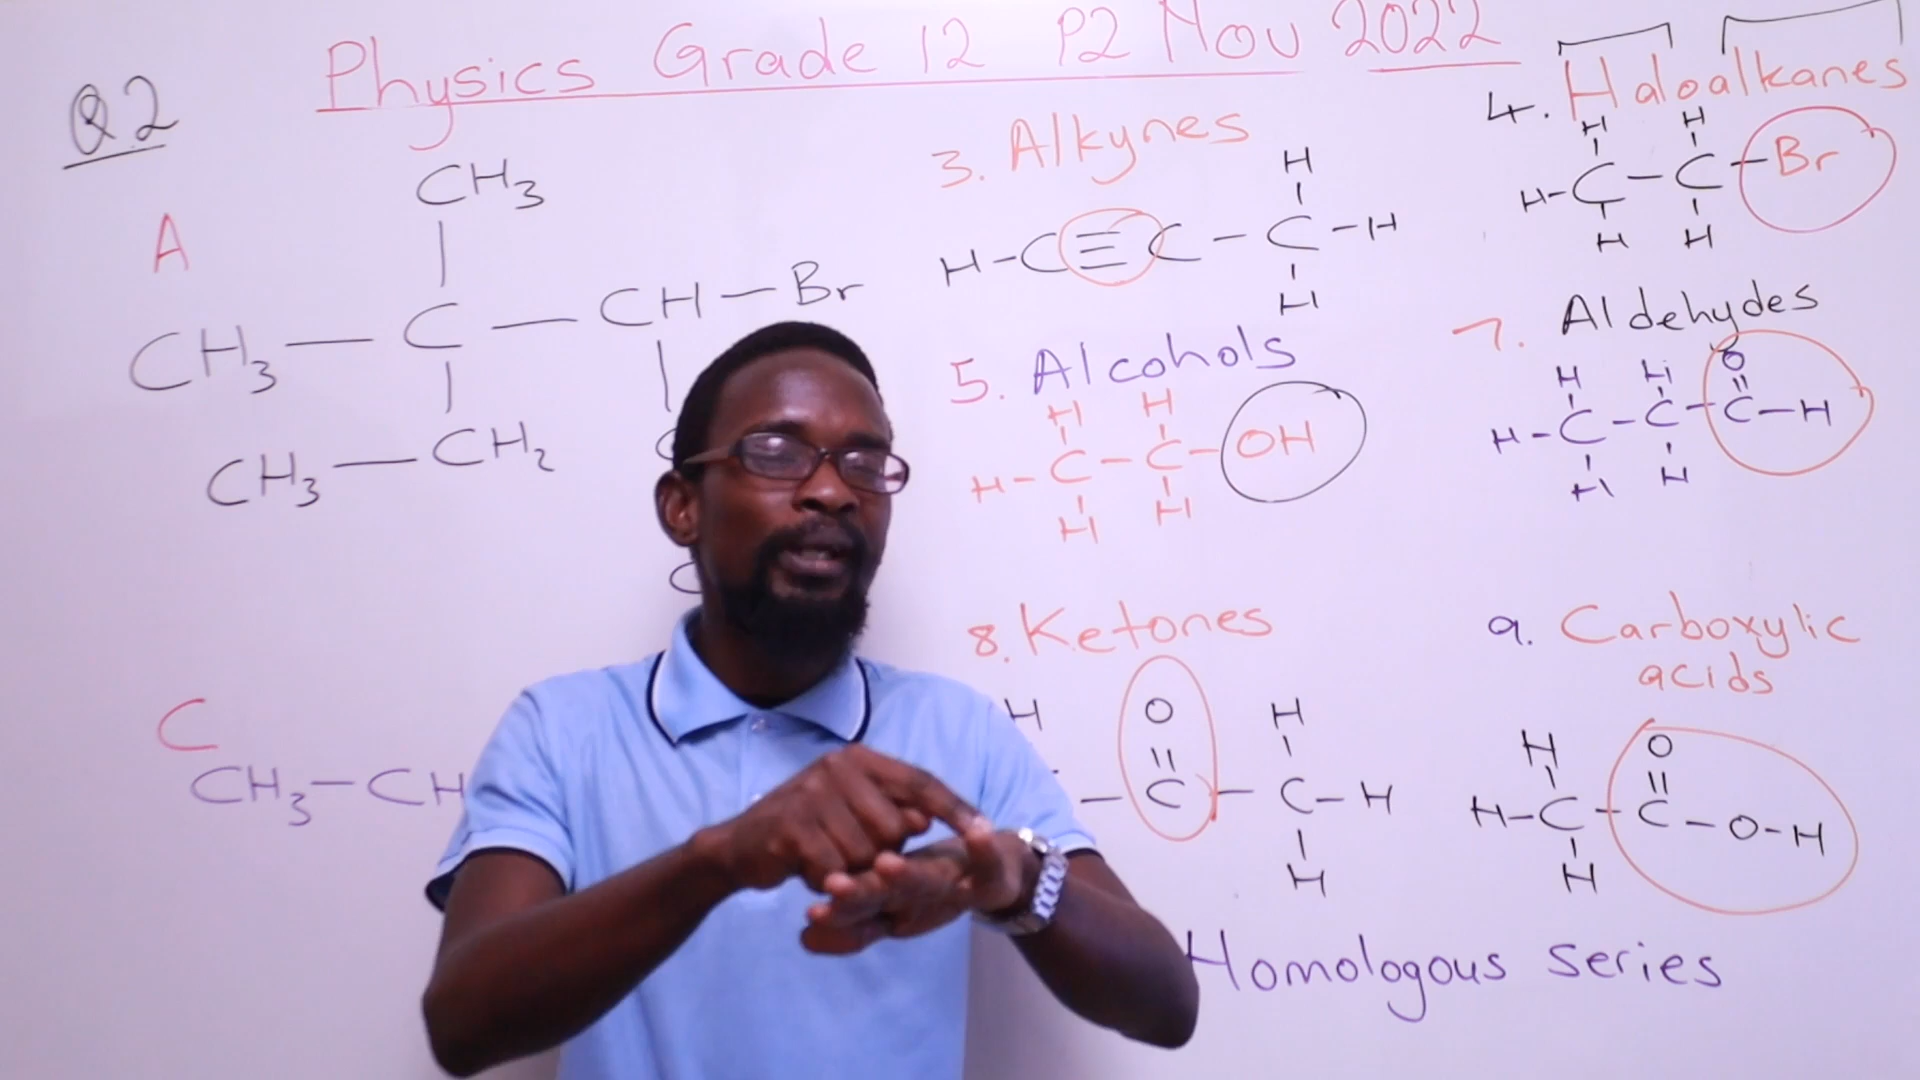 Physics Grade 12 P2 Nov 2022
Q2
A
CH3
|
CH3 — C — CH — Br
| |
CH3 — CH2
C
CH3 — CH
3. Alkynes
H
|
H - C ≡ C - C - H
|
H
4. Haloalkanes
H H
| |
H - C - C - Br
| |
H H
5. Alcohols
H H
| |
H - C - C - OH
| |
H H
7. Aldehydes
H H O
| | ||
H - C - C - C - H
| |
H H
8. Ketones
H O H
|| |
— C - C - H
|
H
9. Carboxylic
acids
H O
| ||
H - C - C - O - H
|
H
Homologous series